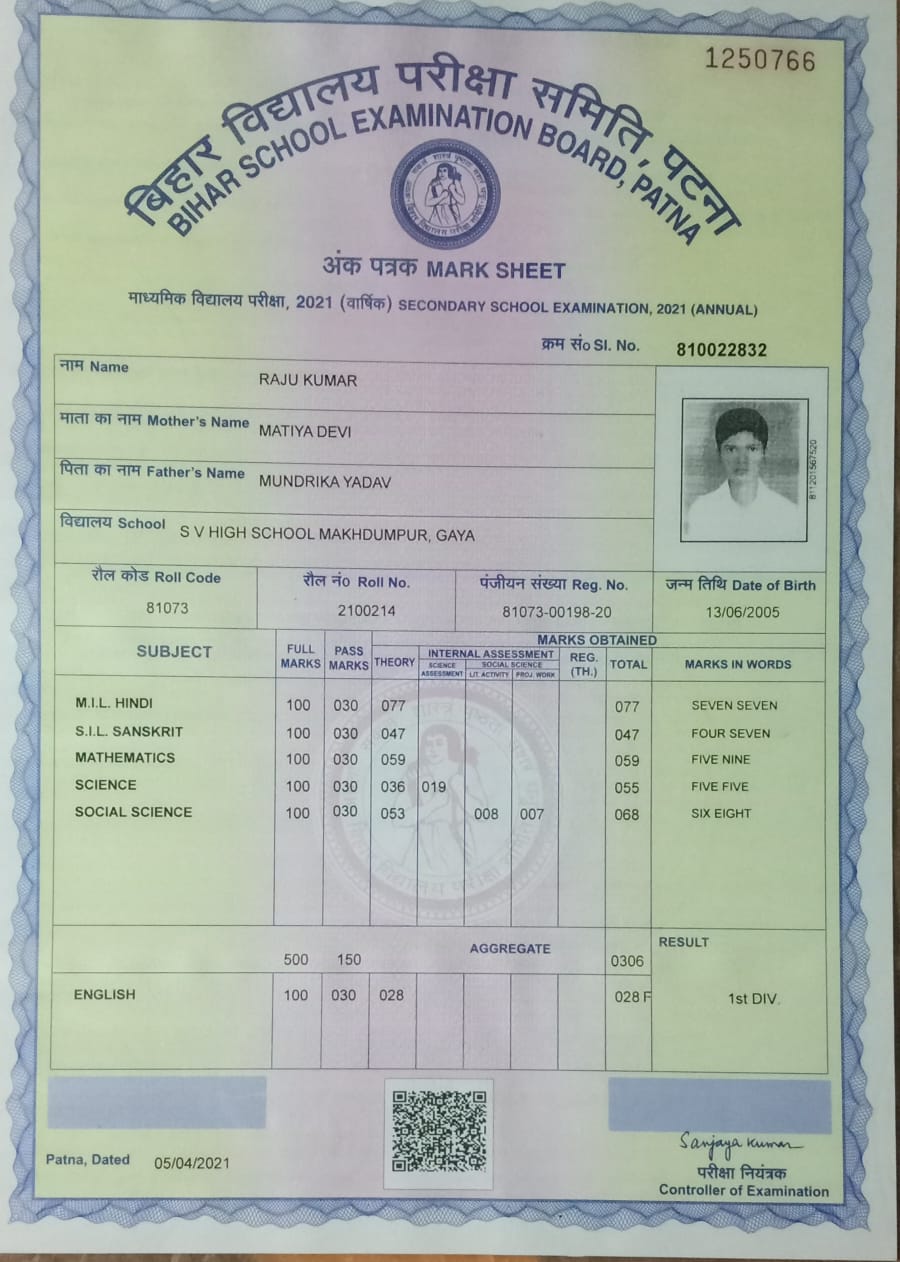 1250766
बिहार विद्यालय परीक्षा समिति, पटना
BIHAR SCHOOL EXAMINATION BOARD, PATNA
अंक पत्रक MARK SHEET
माध्यमिक विद्यालय परीक्षा, 2021 (वार्षिक) SECONDARY SCHOOL EXAMINATION, 2021 (ANNUAL)
क्रम सं० Sl. No. 810022832
नाम Name RAJU KUMAR
माता का नाम Mother's Name MATIYA DEVI
पिता का नाम Father's Name MUNDRIKA YADAV
विद्यालय School S V HIGH SCHOOL MAKHDUMPUR, GAYA
811201567520
रौल कोड Roll Code रौल नं० Roll No. पंजीयन संख्या Reg. No. जन्म तिथि Date of Birth
81073 2100214 81073-00198-20 13/06/2005
SUBJECT FULL MARKS PASS MARKS MARKS OBTAINED
THEORY INTERNAL ASSESSMENT REG. (TH.) TOTAL MARKS IN WORDS
SCIENCE ASSESSMENT SOCIAL SCIENCE
LIT. ACTIVITY PROJ. WORK
M.I.L. HINDI 100 030 077 077 SEVEN SEVEN
S.I.L. SANSKRIT 100 030 047 047 FOUR SEVEN
MATHEMATICS 100 030 059 059 FIVE NINE
SCIENCE 100 030 036 019 055 FIVE FIVE
SOCIAL SCIENCE 100 030 053 008 007 068 SIX EIGHT
500 150 AGGREGATE 0306 RESULT
ENGLISH 100 030 028 028 F 1st DIV.
Patna, Dated 05/04/2021
Sanjaya Kumar
परीक्षा नियंत्रक
Controller of Examination